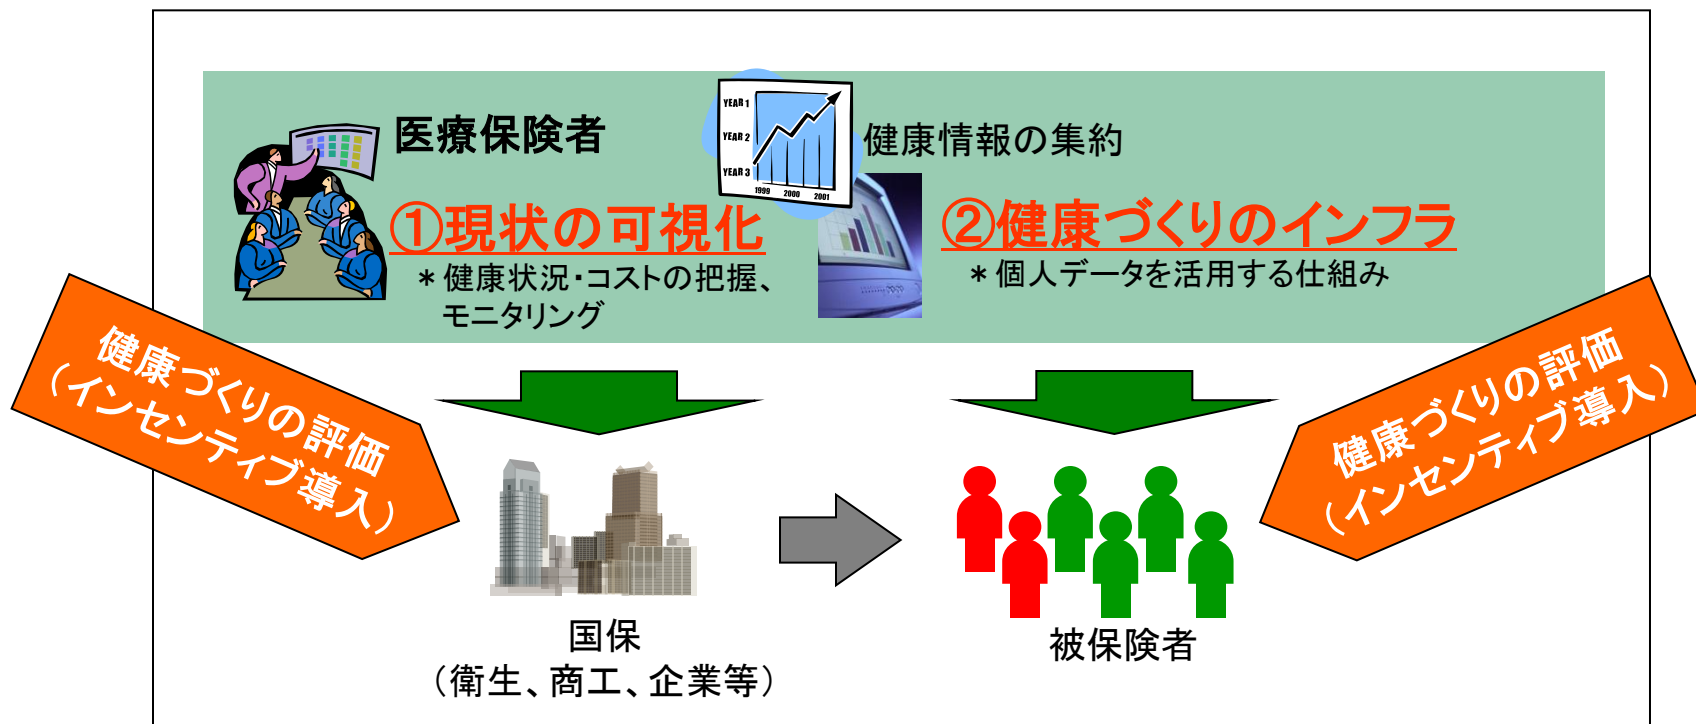 医療保険者
YEAR 1
YEAR 2
YEAR 3
1999 2000 2001
健康情報の集約
①現状の可視化
＊健康状況・コストの把握、
モニタリング
②健康づくりのインフラ
＊個人データを活用する仕組み
健康づくりの評価
（インセンティブ導入）
健康づくりの評価
（インセンティブ導入）
国保
（衛生、商工、企業等）
被保険者